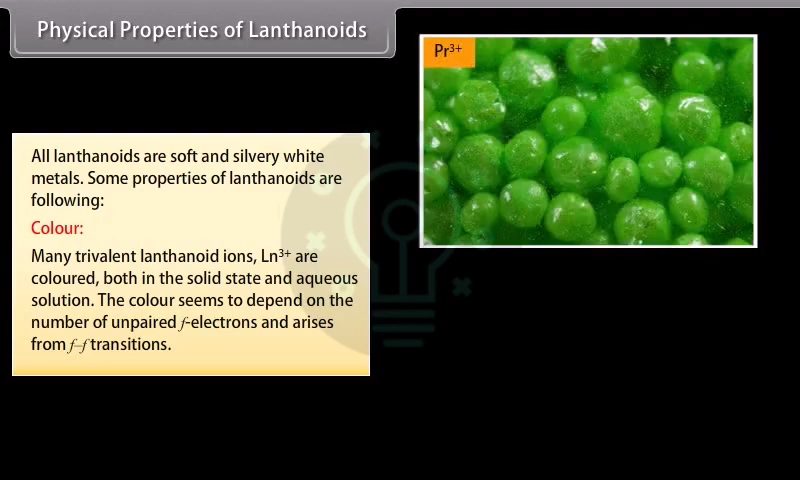 Physical Properties of Lanthanoids
Pr³⁺
All lanthanoids are soft and silvery white
metals. Some properties of lanthanoids are
following:
Colour:
Many trivalent lanthanoid ions, Ln³⁺ are
coloured, both in the solid state and aqueous
solution. The colour seems to depend on the
number of unpaired f-electrons and arises
from f–f transitions.